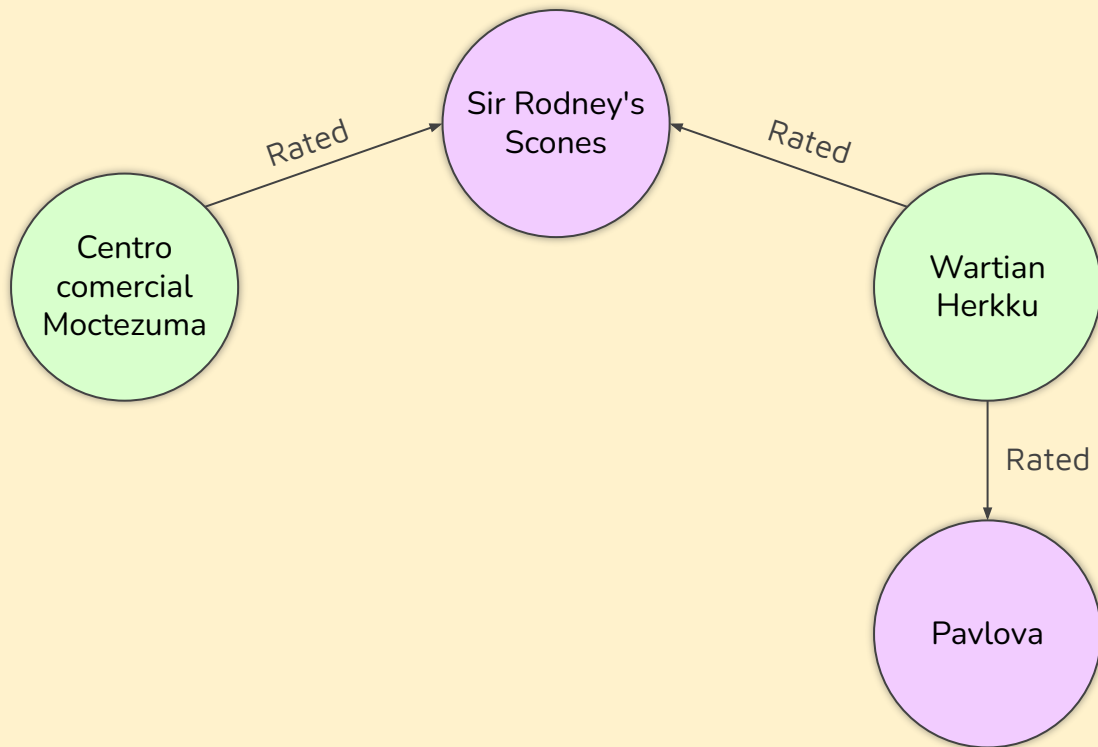 Sir Rodney's
Scones
Rated
Rated
Centro
comercial
Moctezuma
Wartian
Herkku
Rated
Pavlova